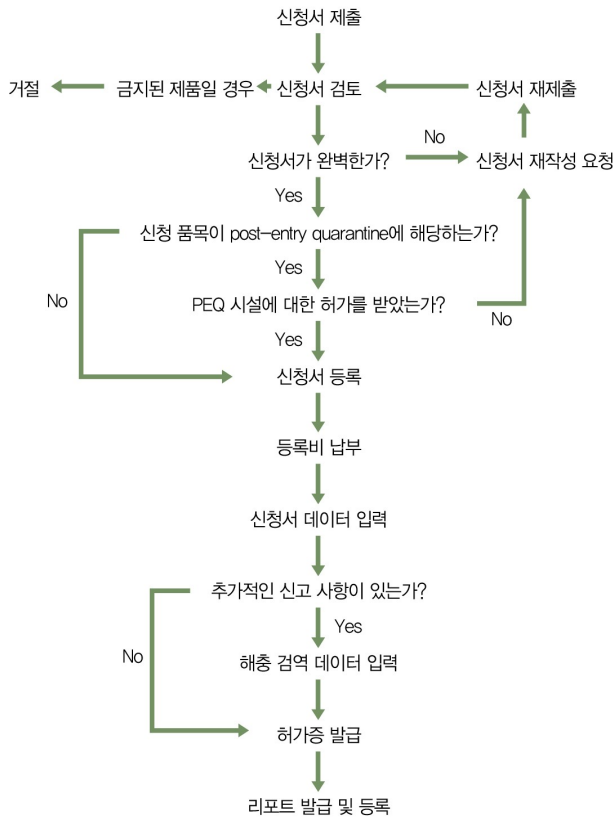 신청서 제출
거절
금지된 제품일 경우
신청서 검토
신청서 재제출
신청서가 완벽한가?
No
신청서 재작성 요청
Yes
신청 품목이 post-entry quarantine에 해당하는가?
Yes
No
PEQ 시설에 대한 허가를 받았는가?
No
Yes
신청서 등록
등록비 납부
신청서 데이터 입력
추가적인 신고 사항이 있는가?
Yes
No
해충 검역 데이터 입력
허가증 발급
리포트 발급 및 등록